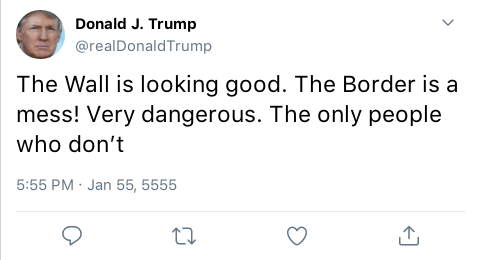 Donald J. Trump
@realDonaldTrump
The Wall is looking good. The Border is a
mess! Very dangerous. The only people
who don’t
5:55 PM · Jan 55, 5555